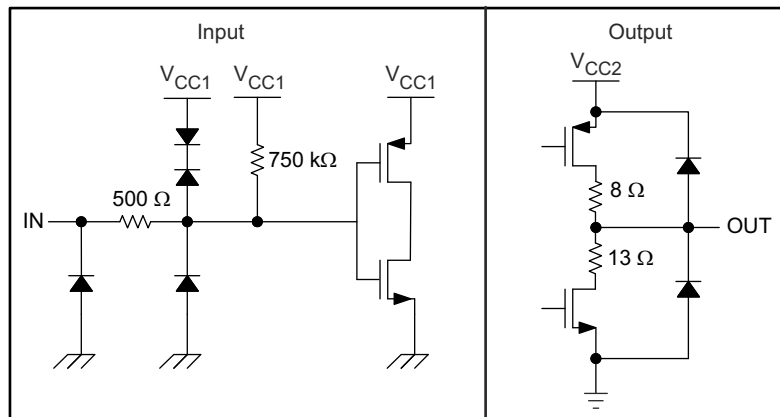 Input
Output
VCC1
VCC1
VCC1
VCC2
750 kΩ
500 Ω
8 Ω
IN
OUT
13 Ω